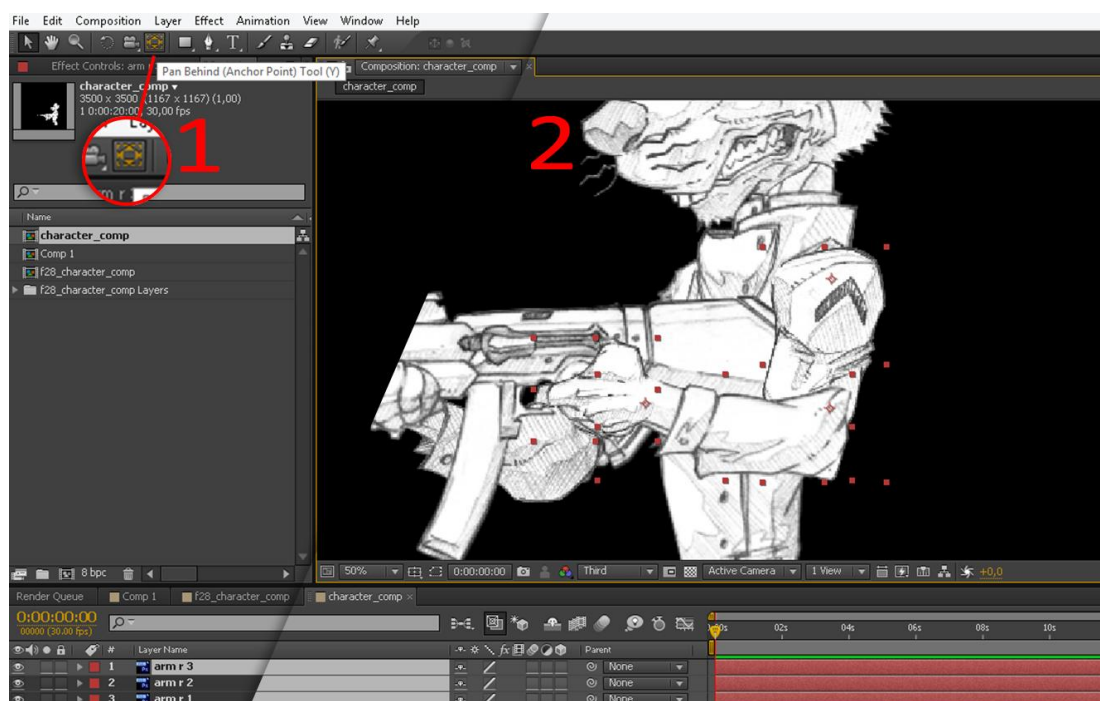 File Edit Composition Layer Effect Animation View Window Help
Effect Controls: arm r
Pan Behind (Anchor Point) Tool (Y)
Composition: character_comp
character_comp
character_comp
3500 x 3500 (1167 x 1167) (1,00)
1 0:00:20:00, 30,00 fps
1
2
Name
character_comp
Comp 1
f28_character_comp
f28_character_comp Layers
8 bpc
50%
0:00:00:00
Third
Active Camera
1 View
+0,0
Render Queue
Comp 1
f28_character_comp
character_comp
0:00:00:00
00000 (30.00 fps)
02s 04s 06s 08s 10s
# Layer Name
Parent
1 arm r 3 None
2 arm r 2 None
3 arm r 1 None